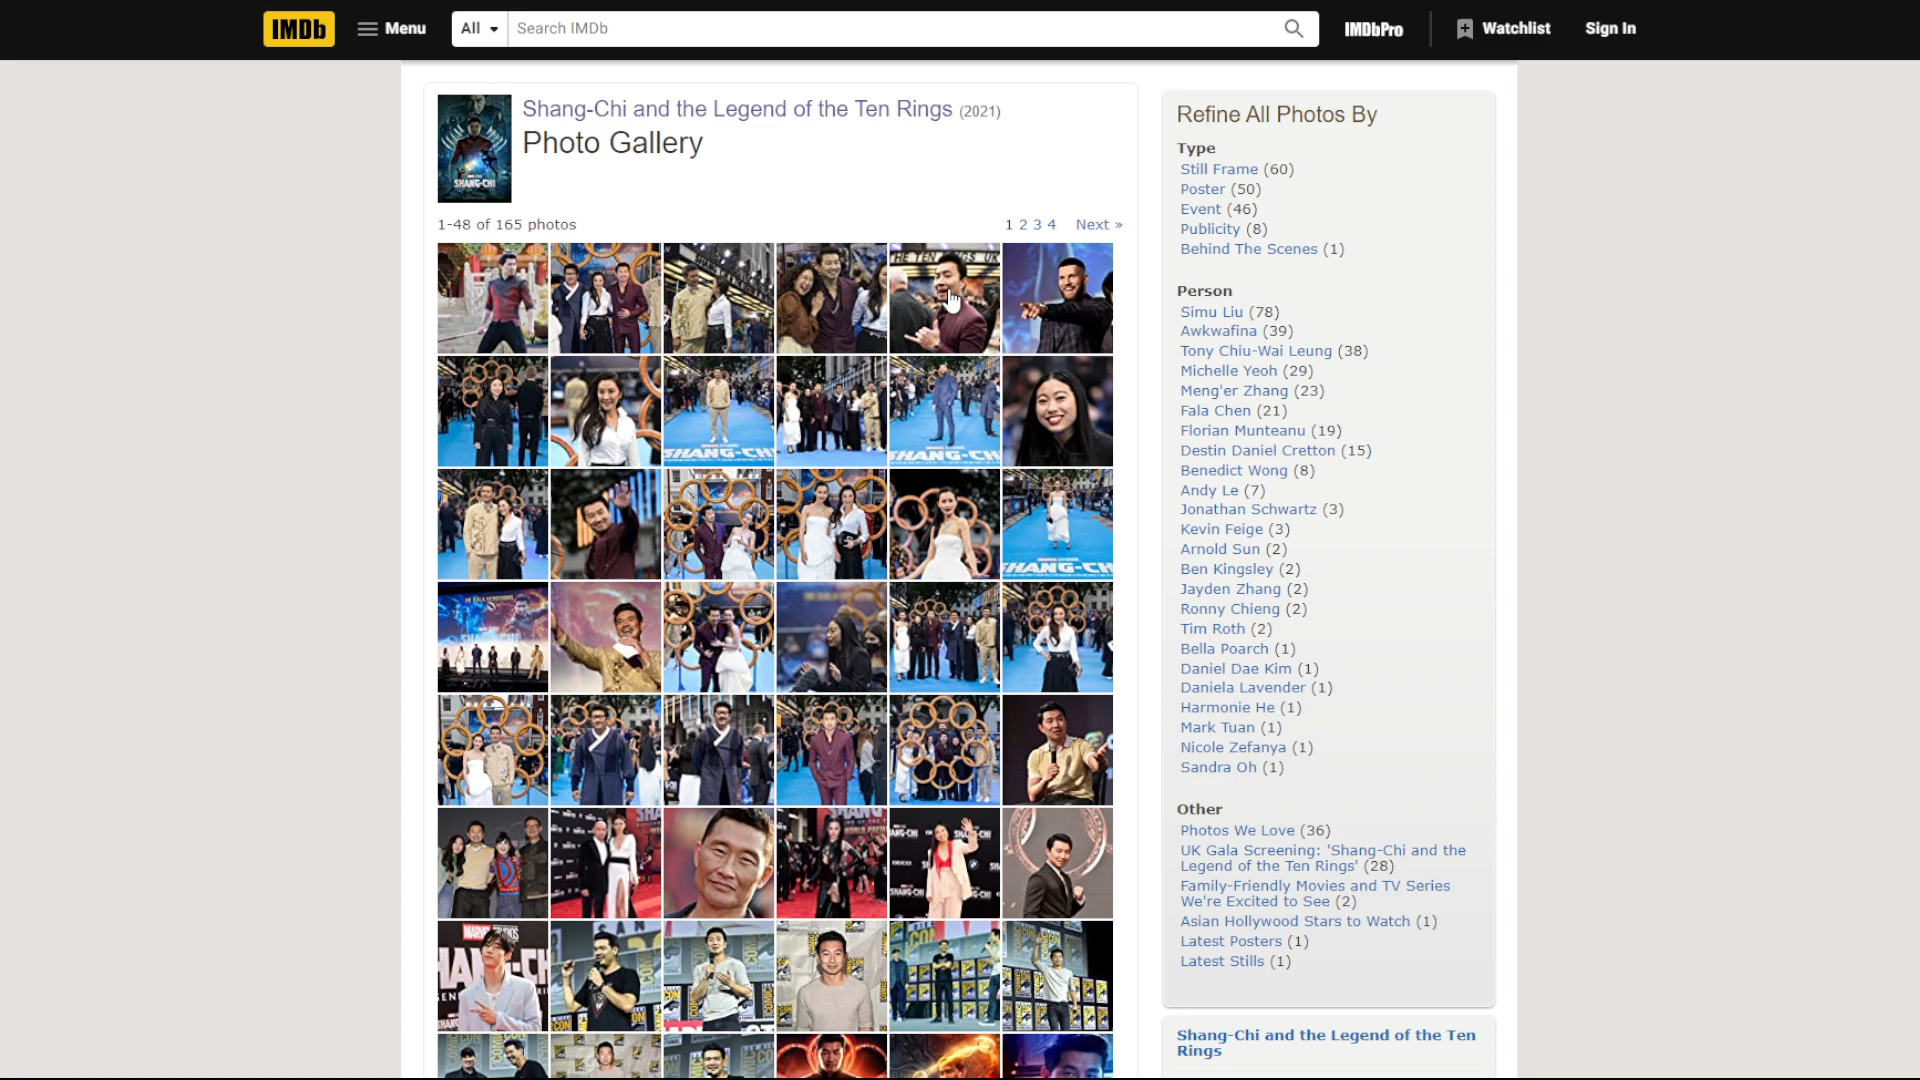 IMDb
Menu
All
Search IMDb
IMDbPro
Watchlist
Sign In
Shang-Chi and the Legend of the Ten Rings (2021)
Photo Gallery
SHANG-CHI
1-48 of 165 photos
1 2 3 4 Next »
Refine All Photos By
Type
Still Frame (60)
Poster (50)
Event (46)
Publicity (8)
Behind The Scenes (1)
Person
Simu Liu (78)
Awkwafina (39)
Tony Chiu-Wai Leung (38)
Michelle Yeoh (29)
Meng'er Zhang (23)
Fala Chen (21)
Florian Munteanu (19)
Destin Daniel Cretton (15)
Benedict Wong (8)
Andy Le (7)
Jonathan Schwartz (3)
Kevin Feige (3)
Arnold Sun (2)
Ben Kingsley (2)
Jayden Zhang (2)
Ronny Chieng (2)
Tim Roth (2)
Bella Poarch (1)
Daniel Dae Kim (1)
Daniela Lavender (1)
Harmonie He (1)
Mark Tuan (1)
Nicole Zefanya (1)
Sandra Oh (1)
Other
Photos We Love (36)
UK Gala Screening: 'Shang-Chi and the
Legend of the Ten Rings' (28)
Family-Friendly Movies and TV Series
We're Excited to See (2)
Asian Hollywood Stars to Watch (1)
Latest Posters (1)
Latest Stills (1)
Shang-Chi and the Legend of the Ten
Rings